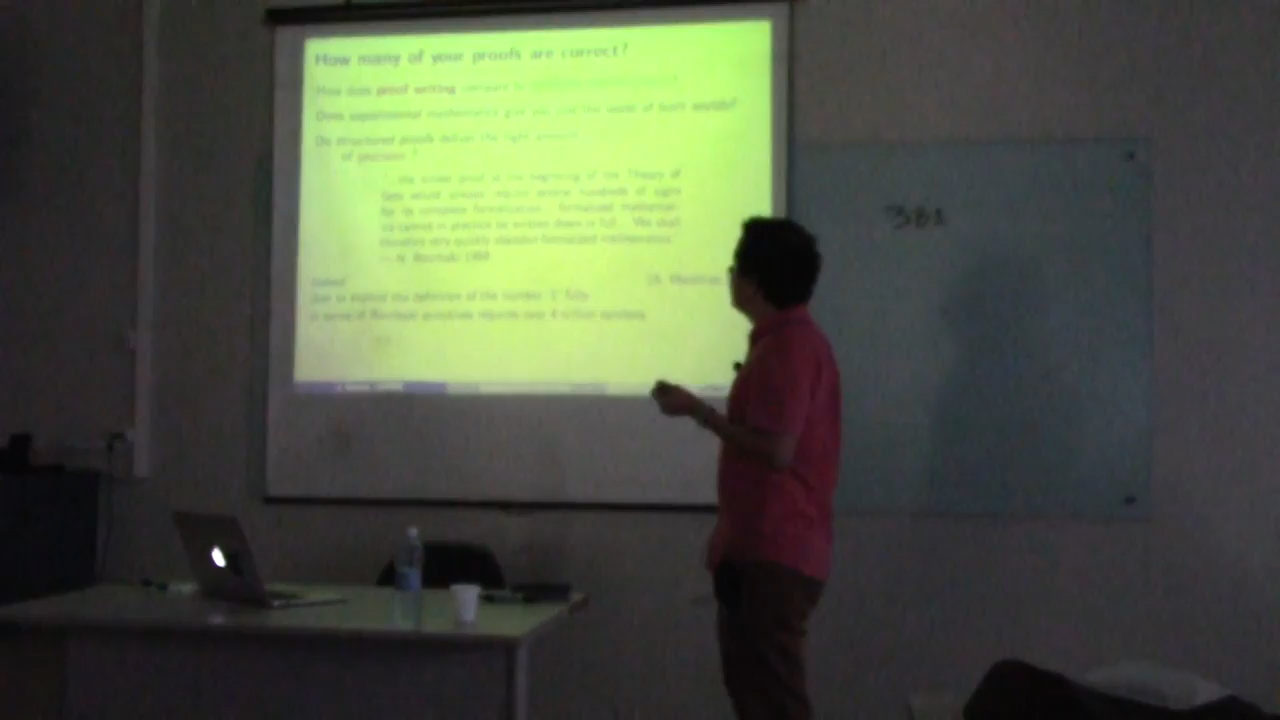 How many of your proofs are correct?
How does proof writing compare to
Does experimental mathematics give you just the worst of both worlds?
Do structured proofs deliver the right amount
of precision ?
proof at the beginning of the Theory of
Sets would already require several hundreds of signs
for its complete formalization. formalized mathemat-
ics cannot in practice be written down in full. We shall
therefore very quickly abandon formalized mathematics
— N. Bourbaki 1968
Indeed [A.
the definition of the number '1' fully
in terms of Bourbaki primitives requires over 4 trillion symbols
381